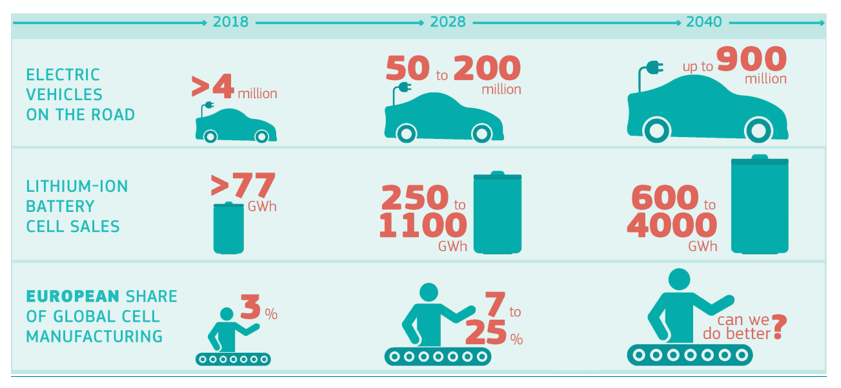 2018 2028 2040
ELECTRIC
VEHICLES
ON THE ROAD
>4 million
50 to 200
million
up to 900
million
LITHIUM-ION
BATTERY
CELL SALES
>77
GWh
250 to
1100
GWh
600 to
4000
GWh
EUROPEAN SHARE
OF GLOBAL CELL
MANUFACTURING
3 %
7 to
25 %
can we
do better ?